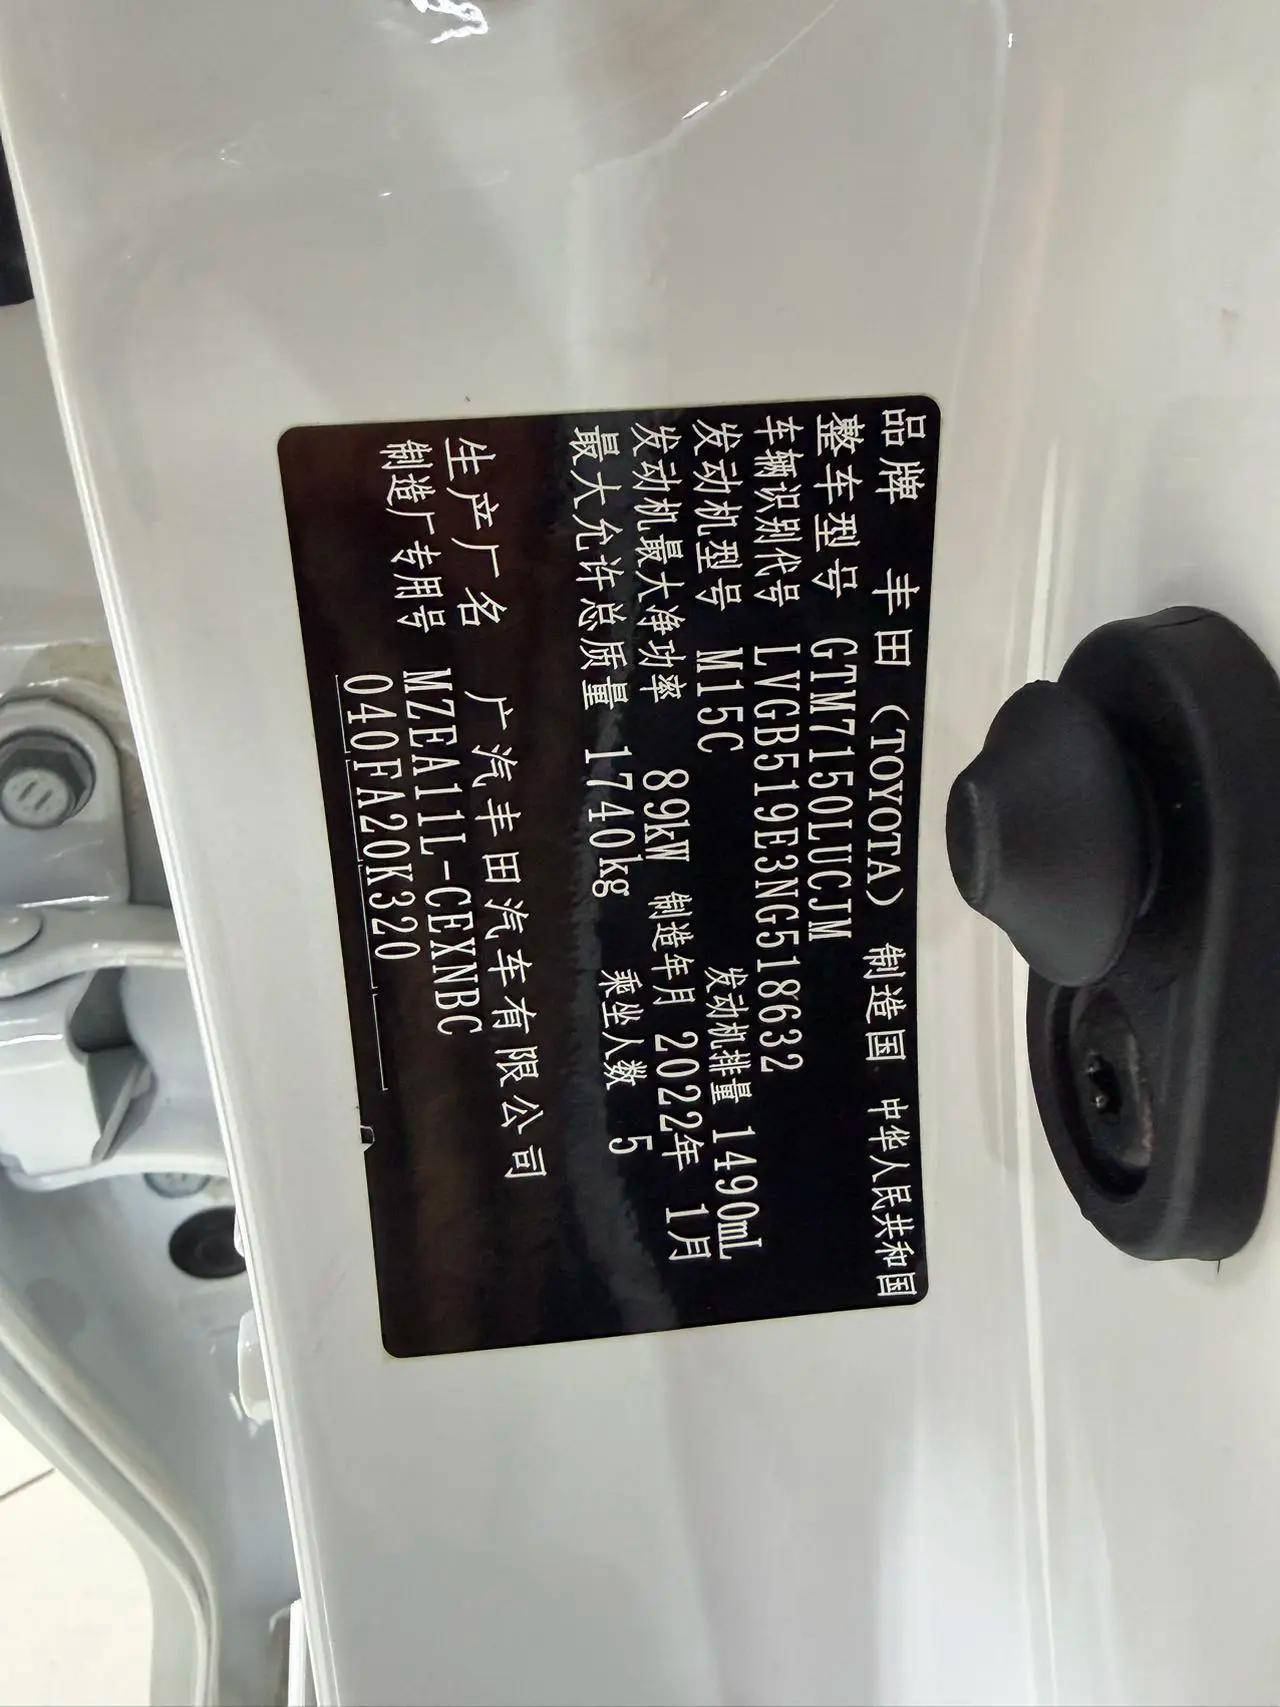 品牌 丰田（TOYOTA） 制造国 中华人民共和国
整车型号 GTM7150LUCJM
车辆识别代号 LVGB519E3NG518632
发动机型号 M15C 发动机排量 1490mL
发动机最大净功率 89kW 制造年月 2022年 1月
最大允许总质量 1740kg 乘坐人数 5
生产厂名 广汽丰田汽车有限公司
制造厂专用号 MZEA11L-CEXNBC
040FA20K320